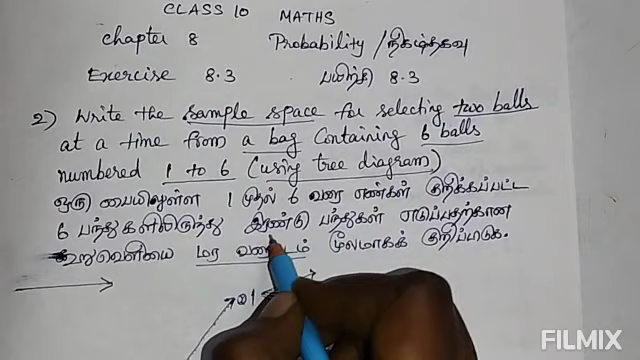 CLASS 10 MATHS
Chapter 8 Probability / நிகழ்தகவு
Exercise 8.3 பயிற்சி 8.3
2) Write the sample space for selecting two balls
at a time from a bag containing 6 balls
numbered 1 to 6 (using tree diagram)
ஒரு பையிலுள்ள 1 முதல் 6 வரை எண்கள் குறிக்கப்பட்ட
6 பந்துகளிலிருந்து இரண்டு பந்துகள் எடுப்பதற்கான
கூறுவெளியை மர வரைபடம் மூலமாகக் குறிப்பிடுக.
1
FILMIX